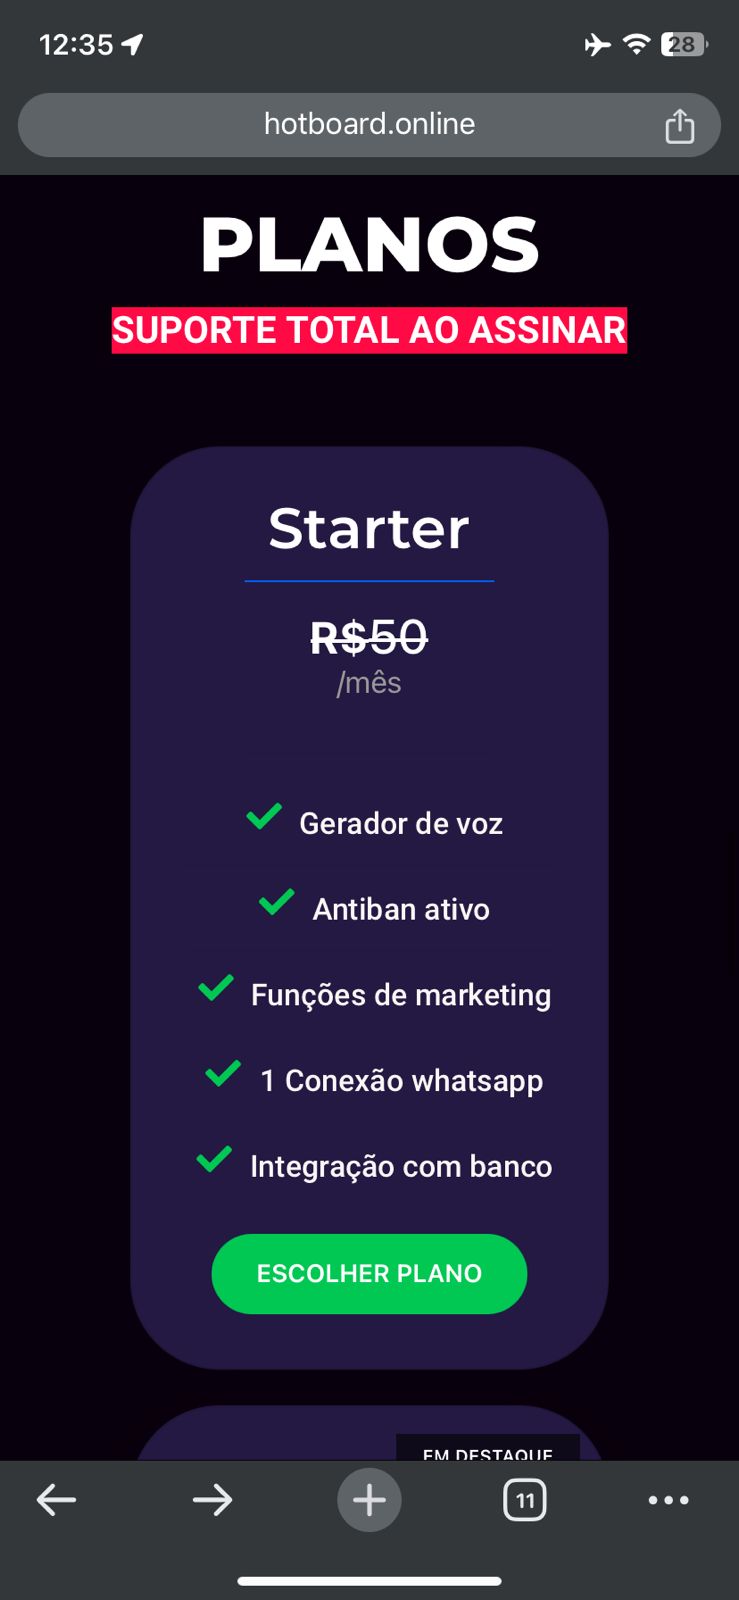 12:35
28
hotboard.online
PLANOS
SUPORTE TOTAL AO ASSINAR
Starter
R$50
/mês
Gerador de voz
Antiban ativo
Funções de marketing
1 Conexão whatsapp
Integração com banco
ESCOLHER PLANO
EM DESTAQUE
11